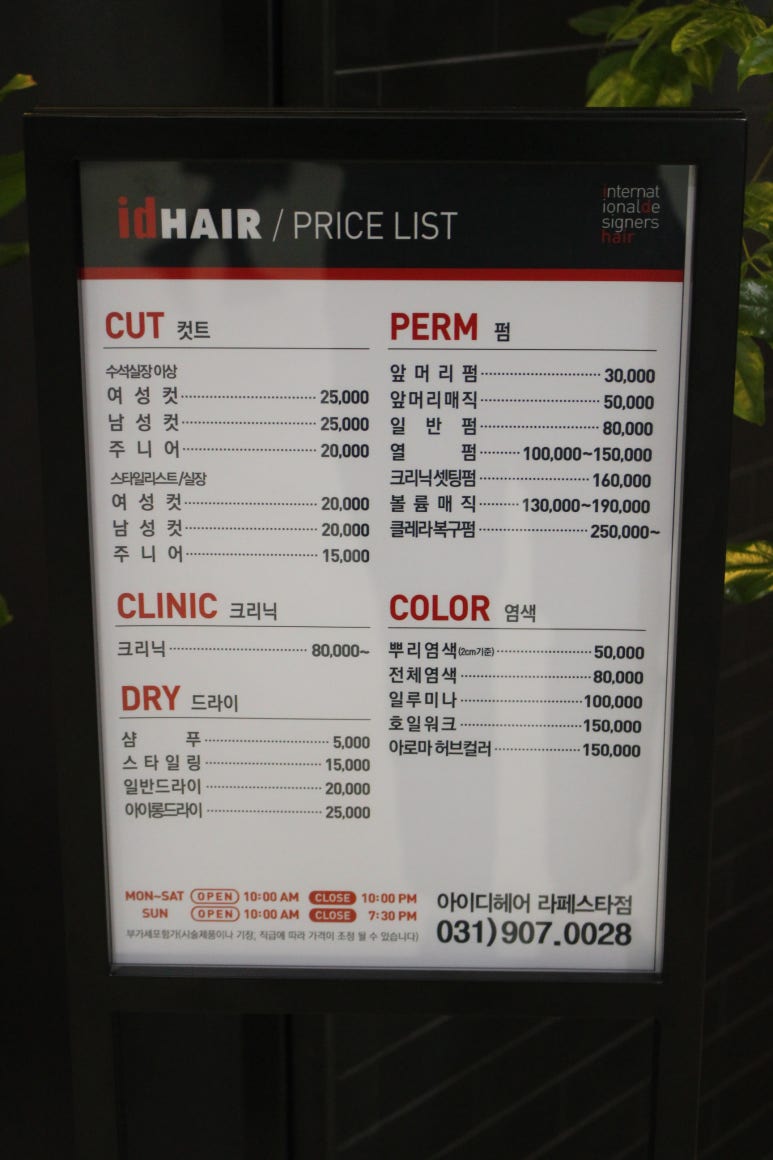 idHAIR / PRICE LIST
internat
ionalde
signers
hair
CUT 컷트
수석실장 이상
여성컷 25,000
남성컷 25,000
주니어 20,000
스타일리스트/실장
여성컷 20,000
남성컷 20,000
주니어 15,000
CLINIC 크리닉
크리닉 80,000~
DRY 드라이
샴푸 5,000
스타일링 15,000
일반드라이 20,000
아이롱드라이 25,000
PERM 펌
앞머리펌 30,000
앞머리매직 50,000
일반펌 80,000
열펌 100,000~150,000
크리닉셋팅펌 160,000
볼륨매직 130,000~190,000
클레라복구펌 250,000~
COLOR 염색
뿌리염색(2cm기준) 50,000
전체염색 80,000
일루미나 100,000
호일워크 150,000
아로마 허브컬러 150,000
MON~SAT OPEN 10:00 AM CLOSE 10:00 PM
SUN OPEN 10:00 AM CLOSE 7:30 PM
부가세포함가(시술제품이나 기장, 직급에 따라 가격이 조정 될 수 있습니다)
아이디헤어 라페스타점
031)907.0028